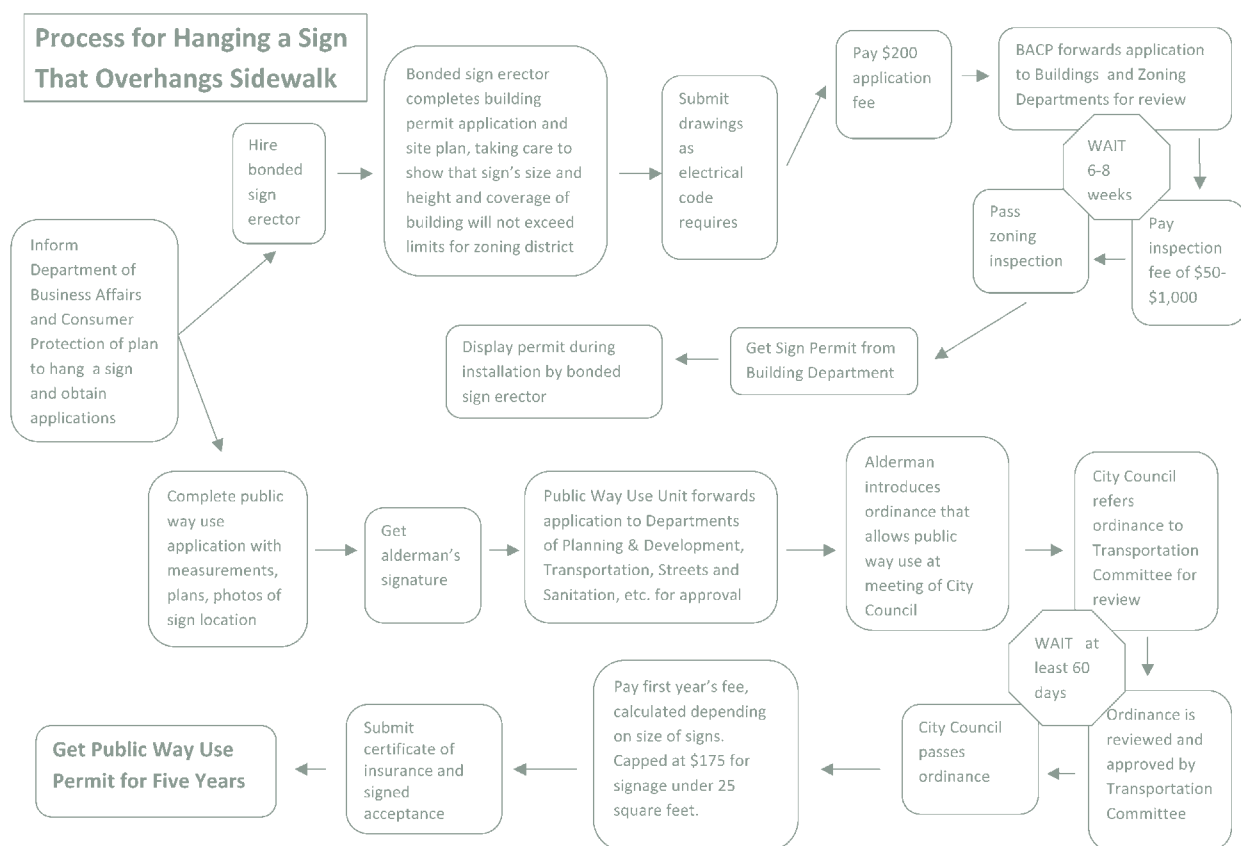 Process for Hanging a Sign
That Overhangs Sidewalk
Inform
Department of
Business Affairs
and Consumer
Protection of plan
to hang a sign
and obtain
applications
Hire
bonded
sign
erector
Bonded sign erector
completes building
permit application and
site plan, taking care to
show that sign's size and
height and coverage of
building will not exceed
limits for zoning district
Submit
drawings
as
electrical
code
requires
Pay $200
application
fee
BACP forwards application
to Buildings and Zoning
Departments for review
WAIT
6-8
weeks
Pay
inspection
fee of $50-
$1,000
Pass
zoning
inspection
Get Sign Permit from
Building Department
Display permit during
installation by bonded
sign erector
Complete public
way use
application with
measurements,
plans, photos of
sign location
Get
alderman's
signature
Public Way Use Unit forwards
application to Departments
of Planning & Development,
Transportation, Streets and
Sanitation, etc. for approval
Alderman
introduces
ordinance that
allows public
way use at
meeting of City
Council
City Council
refers
ordinance to
Transportation
Committee for
review
WAIT at
least 60
days
Ordinance is
reviewed and
approved by
Transportation
Committee
City Council
passes
ordinance
Pay first year's fee,
calculated depending
on size of signs.
Capped at $175 for
signage under 25
square feet.
Submit
certificate of
insurance and
signed
acceptance
Get Public Way Use
Permit for Five Years